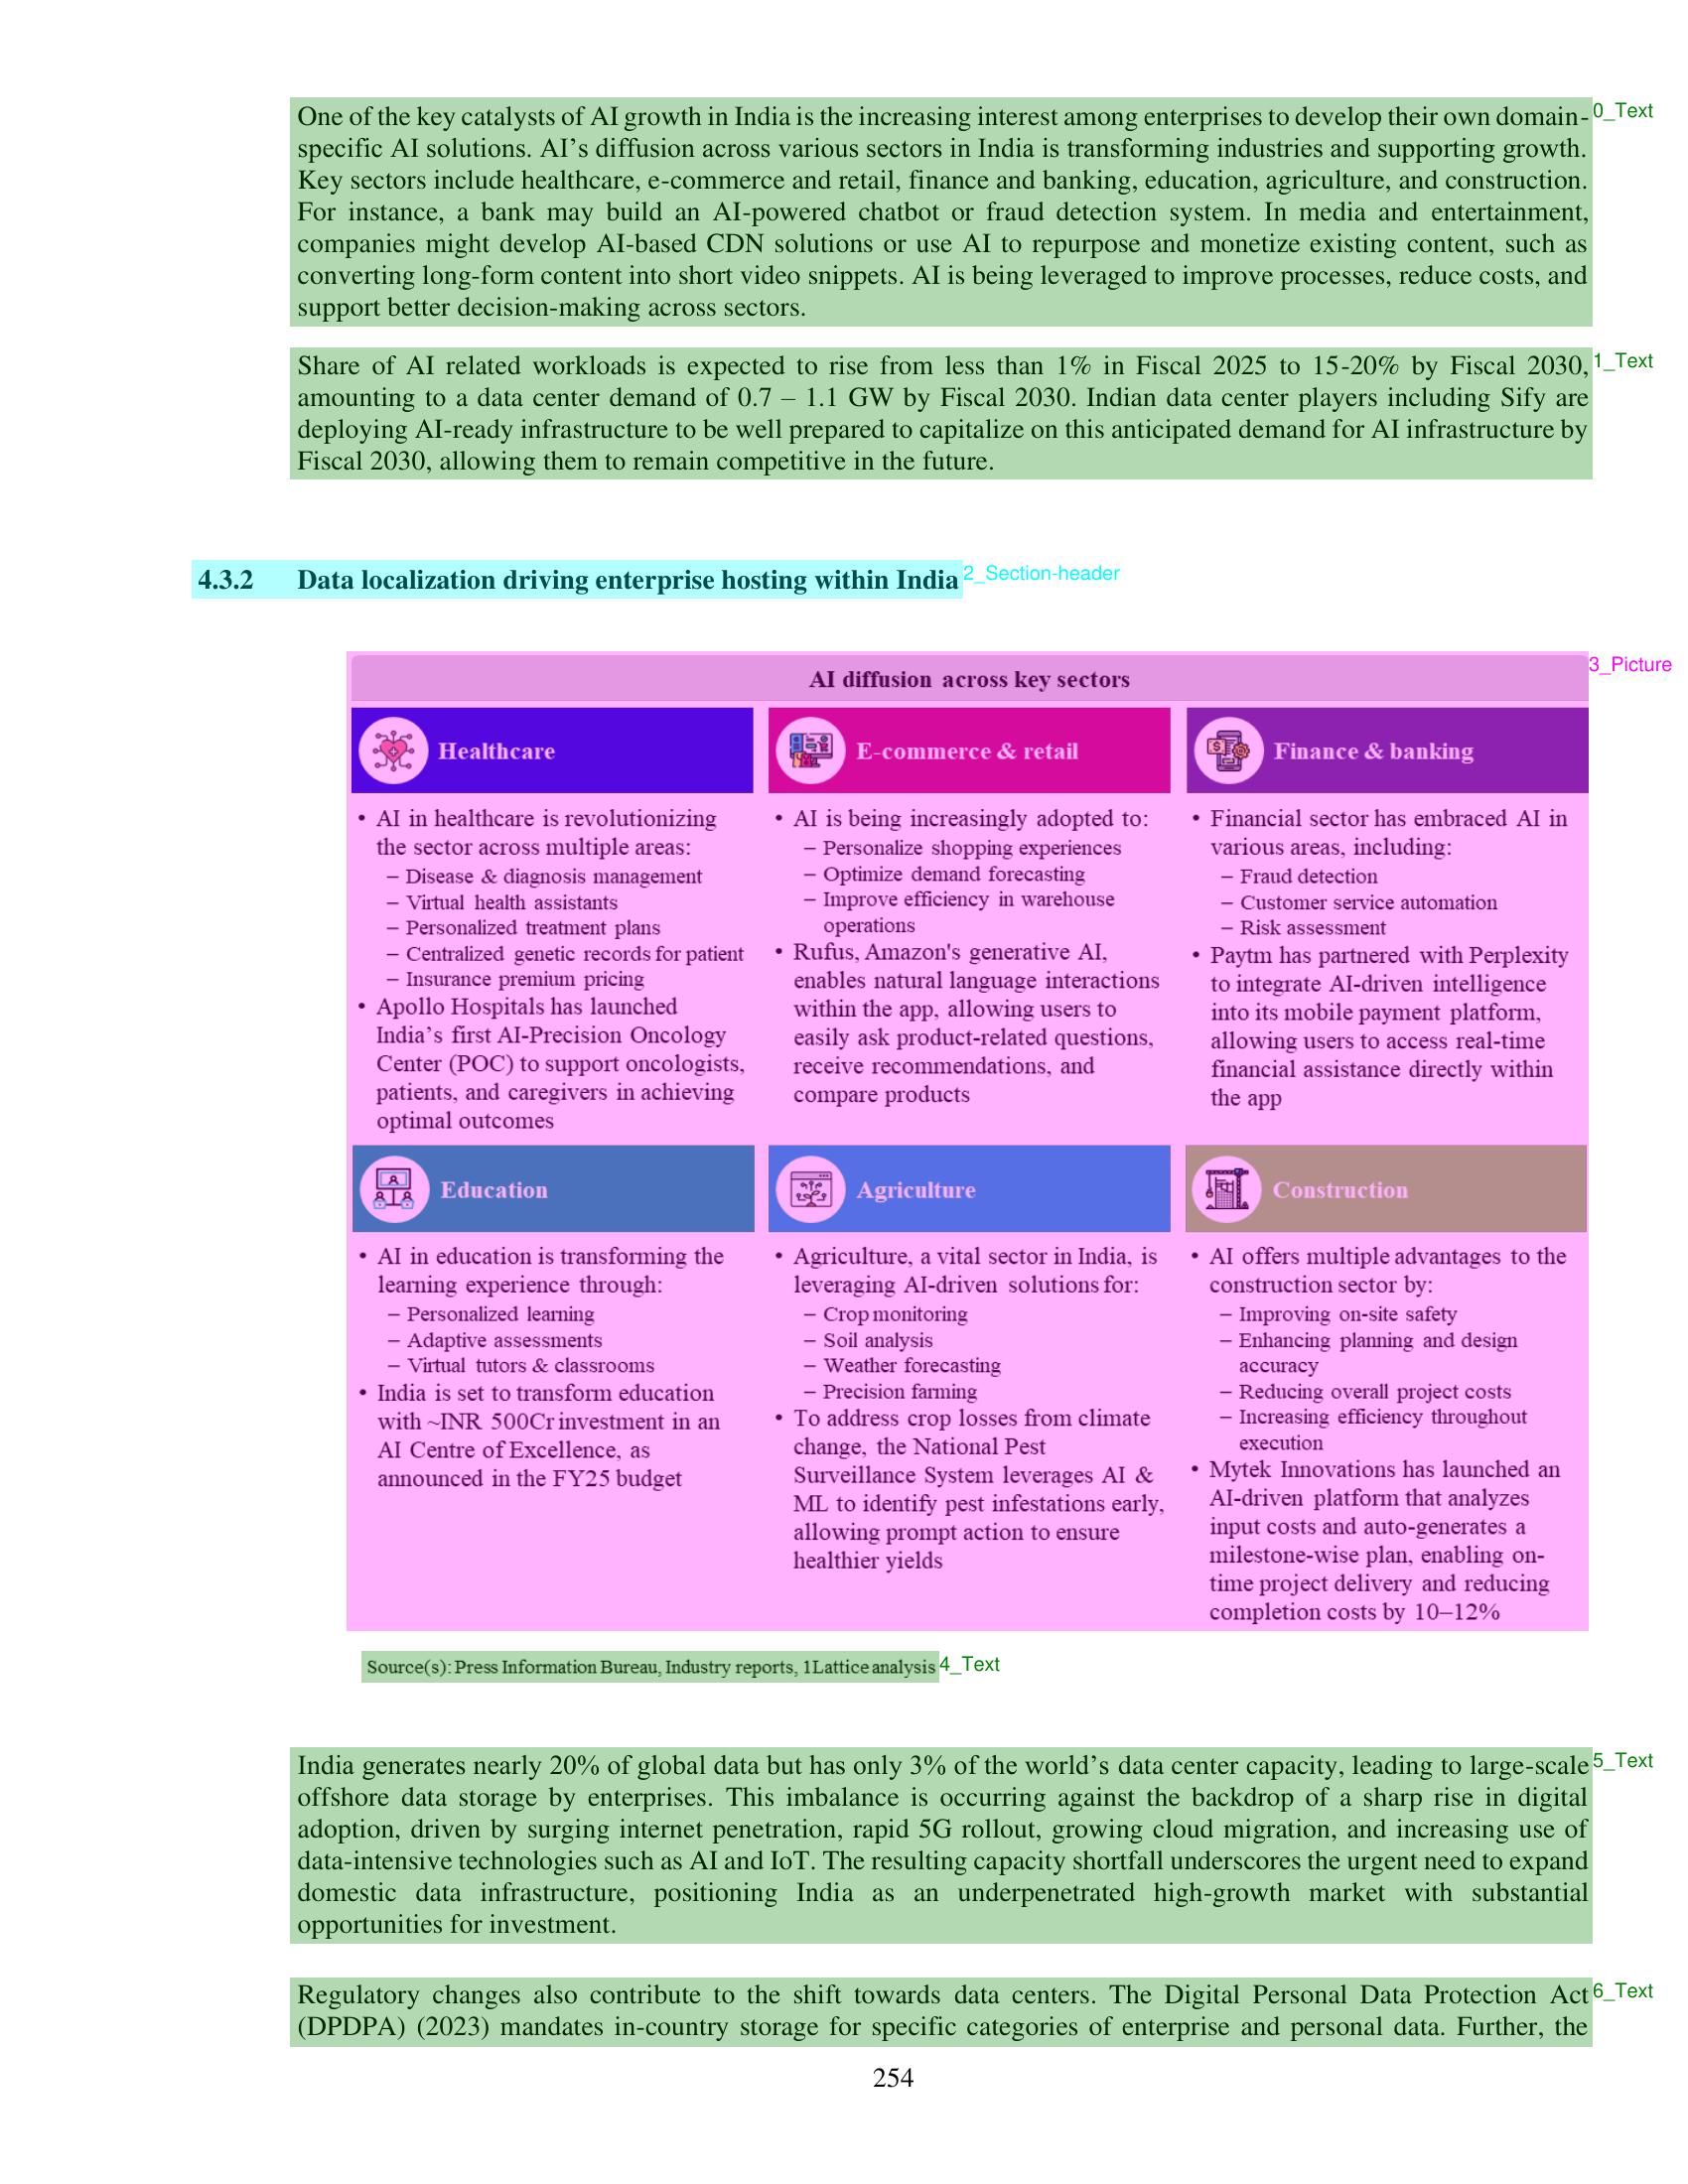 One of the key catalysts of AI growth in India is the increasing interest among enterprises to develop their own domain-
specific AI solutions. AI’s diffusion across various sectors in India is transforming industries and supporting growth.
Key sectors include healthcare, e-commerce and retail, finance and banking, education, agriculture, and construction.
For instance, a bank may build an AI-powered chatbot or fraud detection system. In media and entertainment,
companies might develop AI-based CDN solutions or use AI to repurpose and monetize existing content, such as
converting long-form content into short video snippets. AI is being leveraged to improve processes, reduce costs, and
support better decision-making across sectors.
0_Text
Share of AI related workloads is expected to rise from less than 1% in Fiscal 2025 to 15-20% by Fiscal 2030,
amounting to a data center demand of 0.7 – 1.1 GW by Fiscal 2030. Indian data center players including Sify are
deploying AI-ready infrastructure to be well prepared to capitalize on this anticipated demand for AI infrastructure by
Fiscal 2030, allowing them to remain competitive in the future.
1_Text
4.3.2 Data localization driving enterprise hosting within India
2_Section-header
AI diffusion across key sectors
3_Picture
Healthcare
• AI in healthcare is revolutionizing
the sector across multiple areas:
– Disease & diagnosis management
– Virtual health assistants
– Personalized treatment plans
– Centralized genetic records for patient
– Insurance premium pricing
• Apollo Hospitals has launched
India’s first AI-Precision Oncology
Center (POC) to support oncologists,
patients, and caregivers in achieving
optimal outcomes
E-commerce & retail
• AI is being increasingly adopted to:
– Personalize shopping experiences
– Optimize demand forecasting
– Improve efficiency in warehouse
operations
• Rufus, Amazon's generative AI,
enables natural language interactions
within the app, allowing users to
easily ask product-related questions,
receive recommendations, and
compare products
Finance & banking
• Financial sector has embraced AI in
various areas, including:
– Fraud detection
– Customer service automation
– Risk assessment
• Paytm has partnered with Perplexity
to integrate AI-driven intelligence
into its mobile payment platform,
allowing users to access real-time
financial assistance directly within
the app
Education
• AI in education is transforming the
learning experience through:
– Personalized learning
– Adaptive assessments
– Virtual tutors & classrooms
• India is set to transform education
with ~INR 500Cr investment in an
AI Centre of Excellence, as
announced in the FY25 budget
Agriculture
• Agriculture, a vital sector in India, is
leveraging AI-driven solutions for:
– Crop monitoring
– Soil analysis
– Weather forecasting
– Precision farming
• To address crop losses from climate
change, the National Pest
Surveillance System leverages AI &
ML to identify pest infestations early,
allowing prompt action to ensure
healthier yields
Construction
• AI offers multiple advantages to the
construction sector by:
– Improving on-site safety
– Enhancing planning and design
accuracy
– Reducing overall project costs
– Increasing efficiency throughout
execution
• Mytek Innovations has launched an
AI-driven platform that analyzes
input costs and auto-generates a
milestone-wise plan, enabling on-
time project delivery and reducing
completion costs by 10–12%
Source(s): Press Information Bureau, Industry reports, 1Lattice analysis
4_Text
India generates nearly 20% of global data but has only 3% of the world’s data center capacity, leading to large-scale
offshore data storage by enterprises. This imbalance is occurring against the backdrop of a sharp rise in digital
adoption, driven by surging internet penetration, rapid 5G rollout, growing cloud migration, and increasing use of
data-intensive technologies such as AI and IoT. The resulting capacity shortfall underscores the urgent need to expand
domestic data infrastructure, positioning India as an underpenetrated high-growth market with substantial
opportunities for investment.
5_Text
Regulatory changes also contribute to the shift towards data centers. The Digital Personal Data Protection Act
(DPDPA) (2023) mandates in-country storage for specific categories of enterprise and personal data. Further, the
6_Text
254